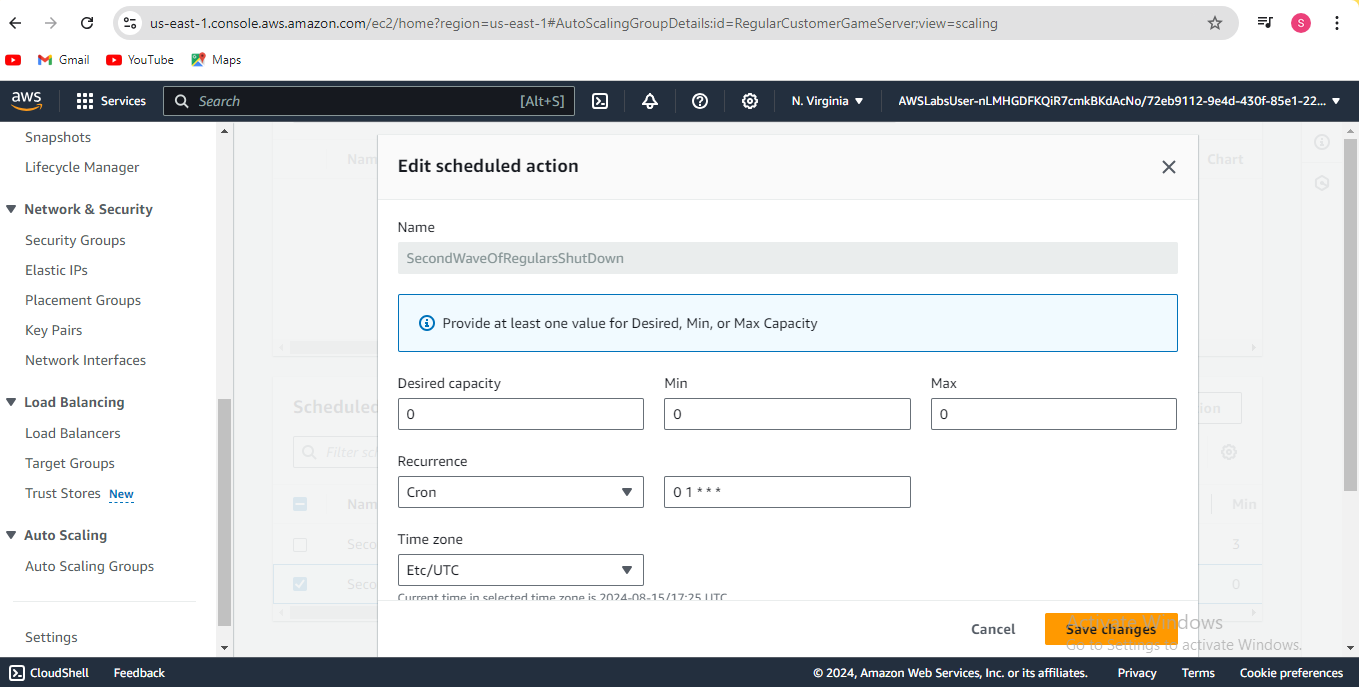 us-east-1.console.aws.amazon.com/ec2/home?region=us-east-1#AutoScalingGroupDetails:id=RegularCustomerGameServer;view=scaling
S
Gmail YouTube Maps
aws Services Search [Alt+S] N. Virginia AWSLabsUser-nLMHGDFKQiR7cmkBKdAcNo/72eb9112-9e4d-430f-85e1-22...
Snapshots
Lifecycle Manager
Network & Security
Security Groups
Elastic IPs
Placement Groups
Key Pairs
Network Interfaces
Load Balancing
Load Balancers
Target Groups
Trust Stores New
Auto Scaling
Auto Scaling Groups
Settings
Nam
Chart
Edit scheduled action
Name
SecondWaveOfRegularsShutDown
Provide at least one value for Desired, Min, or Max Capacity
Desired capacity Min Max
0 0 0
Scheduled
ion
Filter sc
Recurrence
Cron 0 1 * * *
Nam
Min
Time zone
Seco
3
Etc/UTC
Seco
0
Current time in selected time zone is 2024-08-15/17:25 UTC
Cancel Save changes
Activate Windows
Go to Settings to activate Windows.
CloudShell Feedback © 2024, Amazon Web Services, Inc. or its affiliates. Privacy Terms Cookie preferences